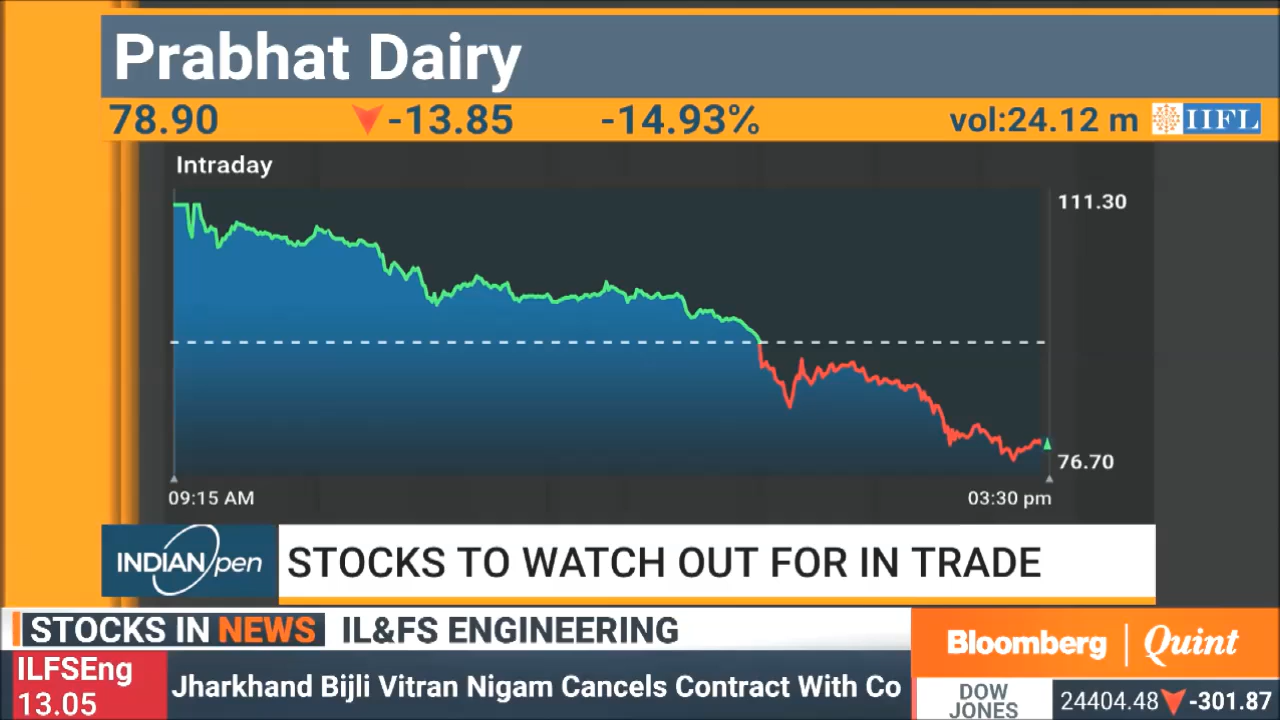 Prabhat Dairy
78.90 -13.85 -14.93% vol:24.12 m IIFL
Intraday
111.30
76.70
09:15 AM 03:30 pm
INDIAN Open STOCKS TO WATCH OUT FOR IN TRADE
STOCKS IN NEWS IL&FS ENGINEERING
Bloomberg | Quint
ILFSEng
13.05
Jharkhand Bijli Vitran Nigam Cancels Contract With Co
DOW
JONES
24404.48 -301.87